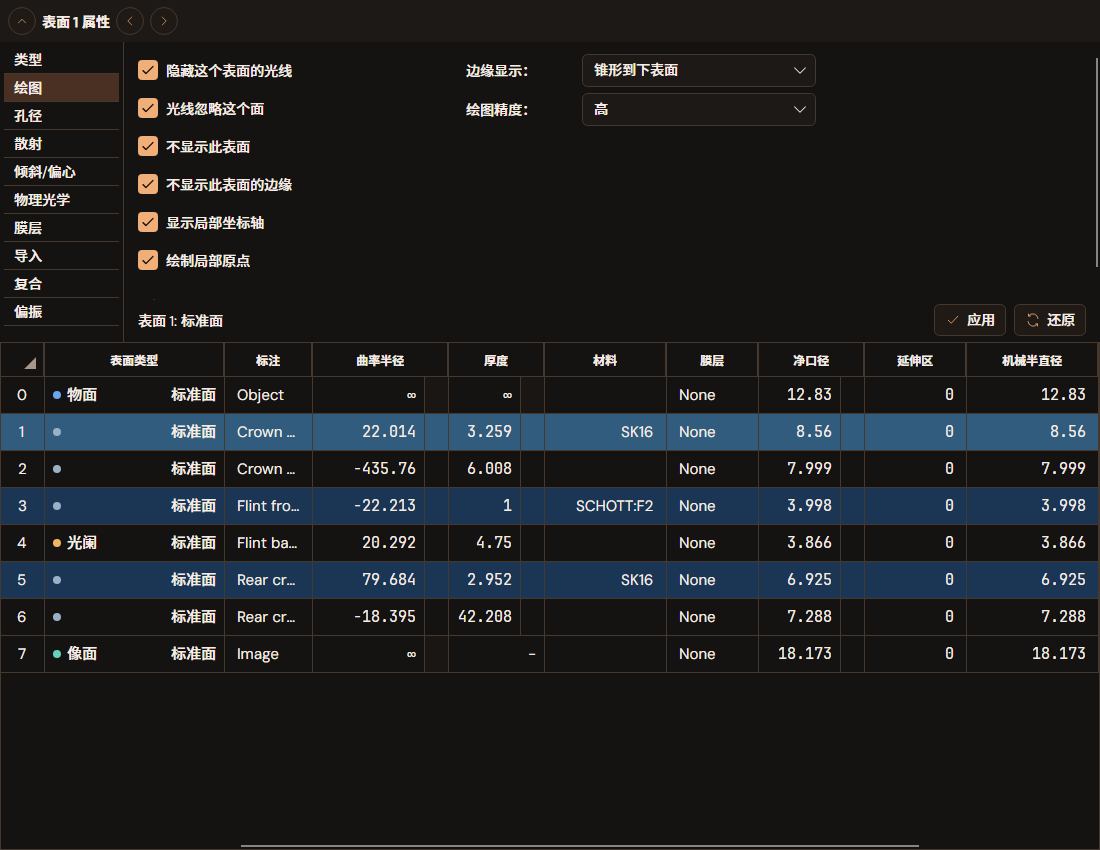 表面 1 属性
类型
绘图
孔径
散射
倾斜/偏心
物理光学
膜层
导入
复合
偏振
隐藏这个表面的光线
光线忽略这个面
不显示此表面
不显示此表面的边缘
显示局部坐标轴
绘制局部原点
边缘显示: 锥形到下表面
绘图精度: 高
表面 1: 标准面 应用 还原
表面类型 标注 曲率半径 厚度 材料 膜层 净口径 延伸区 机械半直径
0 物面 标准面 Object ∞ ∞ None 12.83 0 12.83
1 标准面 Crown ... 22.014 3.259 SK16 None 8.56 0 8.56
2 标准面 Crown ... -435.76 6.008 None 7.999 0 7.999
3 标准面 Flint fro... -22.213 1 SCHOTT:F2 None 3.998 0 3.998
4 光阑 标准面 Flint ba... 20.292 4.75 None 3.866 0 3.866
5 标准面 Rear cr... 79.684 2.952 SK16 None 6.925 0 6.925
6 标准面 Rear cr... -18.395 42.208 None 7.288 0 7.288
7 像面 标准面 Image ∞ - None 18.173 0 18.173